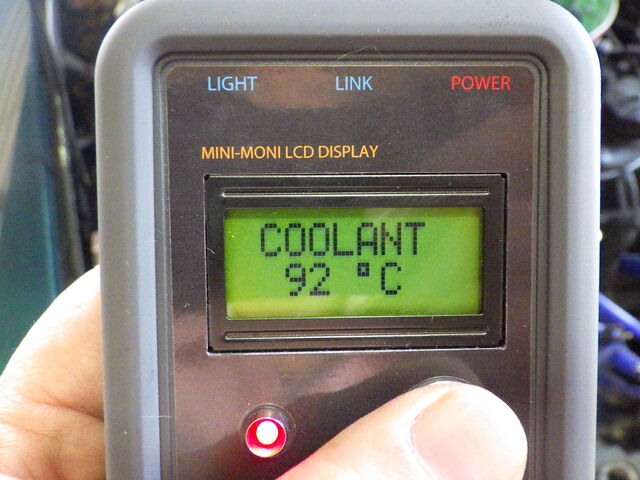 LIGHT LINK POWER
MINI-MONI LCD DISPLAY
COOLANT
92 °C